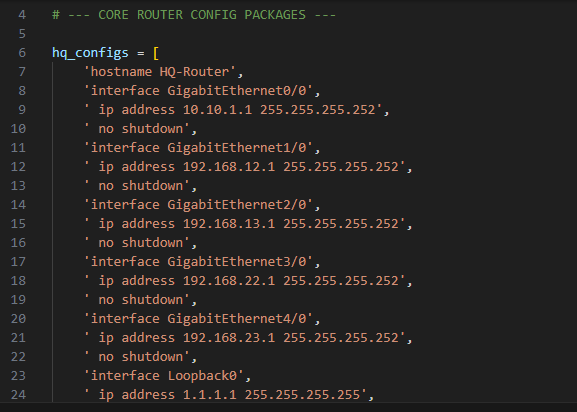 4 # --- CORE ROUTER CONFIG PACKAGES ---
5
6 hq_configs = [
7     'hostname HQ-Router',
8     'interface GigabitEthernet0/0',
9     ' ip address 10.10.1.1 255.255.255.252',
10     ' no shutdown',
11     'interface GigabitEthernet1/0',
12     ' ip address 192.168.12.1 255.255.255.252',
13     ' no shutdown',
14     'interface GigabitEthernet2/0',
15     ' ip address 192.168.13.1 255.255.255.252',
16     ' no shutdown',
17     'interface GigabitEthernet3/0',
18     ' ip address 192.168.22.1 255.255.255.252',
19     ' no shutdown',
20     'interface GigabitEthernet4/0',
21     ' ip address 192.168.23.1 255.255.255.252',
22     ' no shutdown',
23     'interface Loopback0',
24     ' ip address 1.1.1.1 255.255.255.255',